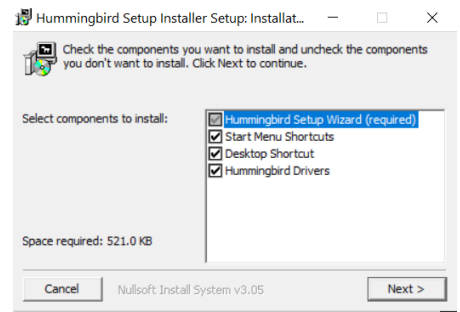 Hummingbird Setup Installer Setup: Installat...
Check the components you want to install and uncheck the components
you don't want to install. Click Next to continue.
Select components to install:
Hummingbird Setup Wizard (required)
Start Menu Shortcuts
Desktop Shortcut
Hummingbird Drivers
Space required: 521.0 KB
Cancel
Nullsoft Install System v3.05
Next >